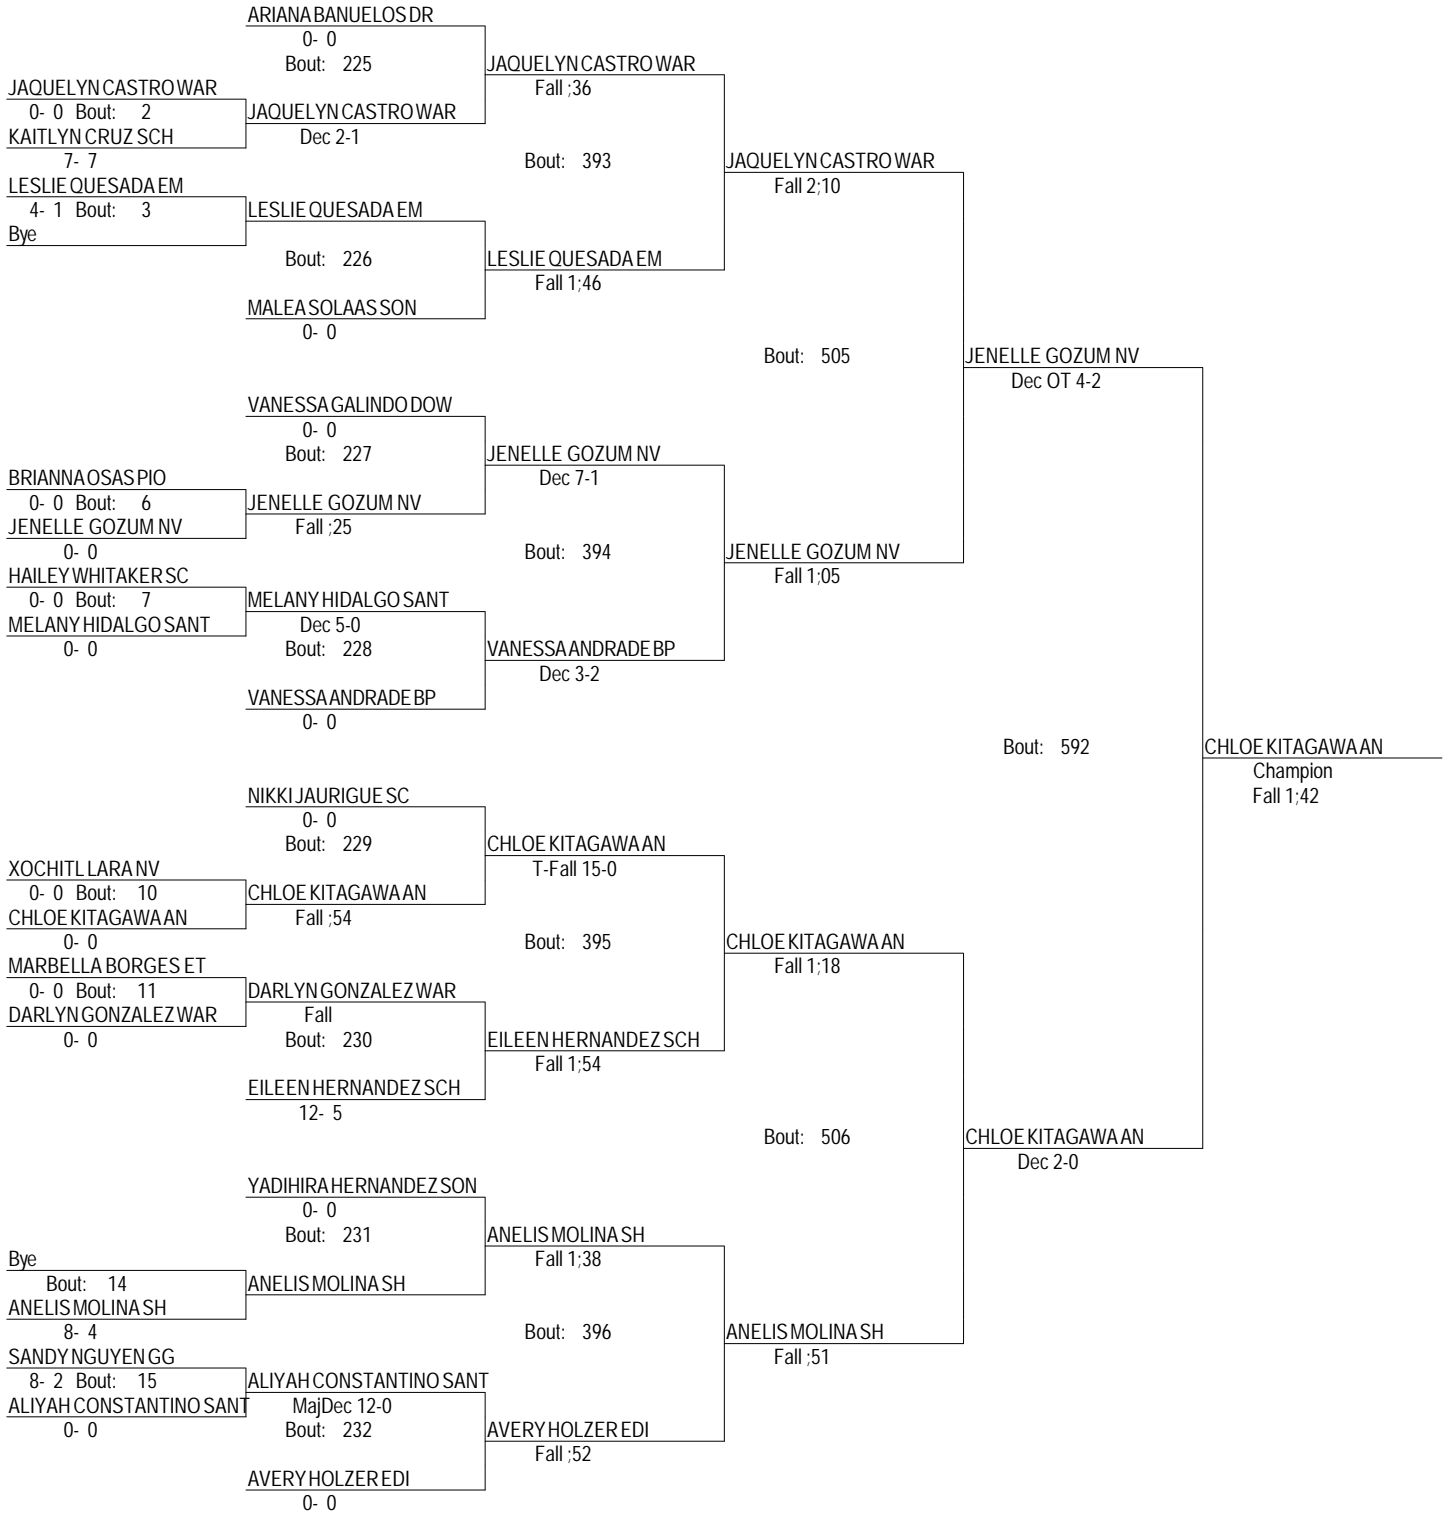 ARIANA BANUELOS DR
0- 0
Bout: 225
JAQUELYN CASTRO WAR
JAQUELYN CASTRO WAR
Fall ;36
0- 0 Bout: 2
JAQUELYN CASTRO WAR
KAITLYN CRUZ SCH
Dec 2-1
7- 7
Bout: 393
JAQUELYN CASTRO WAR
LESLIE QUESADA EM
Fall 2;10
4- 1 Bout: 3
LESLIE QUESADA EM
Bye
Bout: 226
LESLIE QUESADA EM
Fall 1;46
MALEA SOLAAS SON
0- 0
Bout: 505
JENELLE GOZUM NV
Dec OT 4-2
VANESSA GALINDO DOW
0- 0
Bout: 227
JENELLE GOZUM NV
BRIANNA OSAS PIO
Dec 7-1
0- 0 Bout: 6
JENELLE GOZUM NV
JENELLE GOZUM NV
Fall ;25
0- 0
Bout: 394
JENELLE GOZUM NV
HAILEY WHITAKER SC
Fall 1;05
0- 0 Bout: 7
MELANY HIDALGO SANT
MELANY HIDALGO SANT
Dec 5-0
0- 0
Bout: 228
VANESSA ANDRADE BP
Dec 3-2
VANESSA ANDRADE BP
0- 0
Bout: 592
CHLOE KITAGAWA AN
Champion
Fall 1;42
NIKKI JAURIGUE SC
0- 0
Bout: 229
CHLOE KITAGAWA AN
XOCHITL LARA NV
T-Fall 15-0
0- 0 Bout: 10
CHLOE KITAGAWA AN
CHLOE KITAGAWA AN
Fall ;54
0- 0
Bout: 395
CHLOE KITAGAWA AN
MARBELLA BORGES ET
Fall 1;18
0- 0 Bout: 11
DARLYN GONZALEZ WAR
DARLYN GONZALEZ WAR
Fall
0- 0
Bout: 230
EILEEN HERNANDEZ SCH
Fall 1;54
EILEEN HERNANDEZ SCH
12- 5
Bout: 506
CHLOE KITAGAWA AN
Dec 2-0
YADIHIRA HERNANDEZ SON
0- 0
Bout: 231
ANELIS MOLINA SH
Bye
Fall 1;38
Bout: 14
ANELIS MOLINA SH
ANELIS MOLINA SH
8- 4
Bout: 396
ANELIS MOLINA SH
SANDY NGUYEN GG
Fall ;51
8- 2 Bout: 15
ALIYAH CONSTANTINO SANT
ALIYAH CONSTANTINO SANT
MajDec 12-0
0- 0
Bout: 232
AVERY HOLZER EDI
Fall ;52
AVERY HOLZER EDI
0- 0